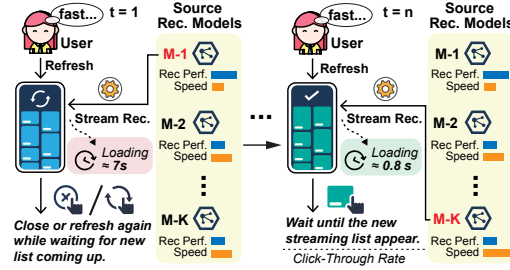 fast...
t = 1
User
Refresh
Source
Rec. Models
M-1
Rec Perf.
Speed
Stream Rec.
Loading
≈ 7s
M-2
Rec Perf.
Speed
M-K
Rec Perf.
Speed
Close or refresh again
while waiting for new
list coming up.
...
fast...
t = n
User
Refresh
Source
Rec. Models
M-1
Rec Perf.
Speed
Stream Rec.
Loading
≈ 0.8 s
M-2
Rec Perf.
Speed
M-K
Rec Perf.
Speed
Wait until the new
streaming list appear.
Click-Through Rate